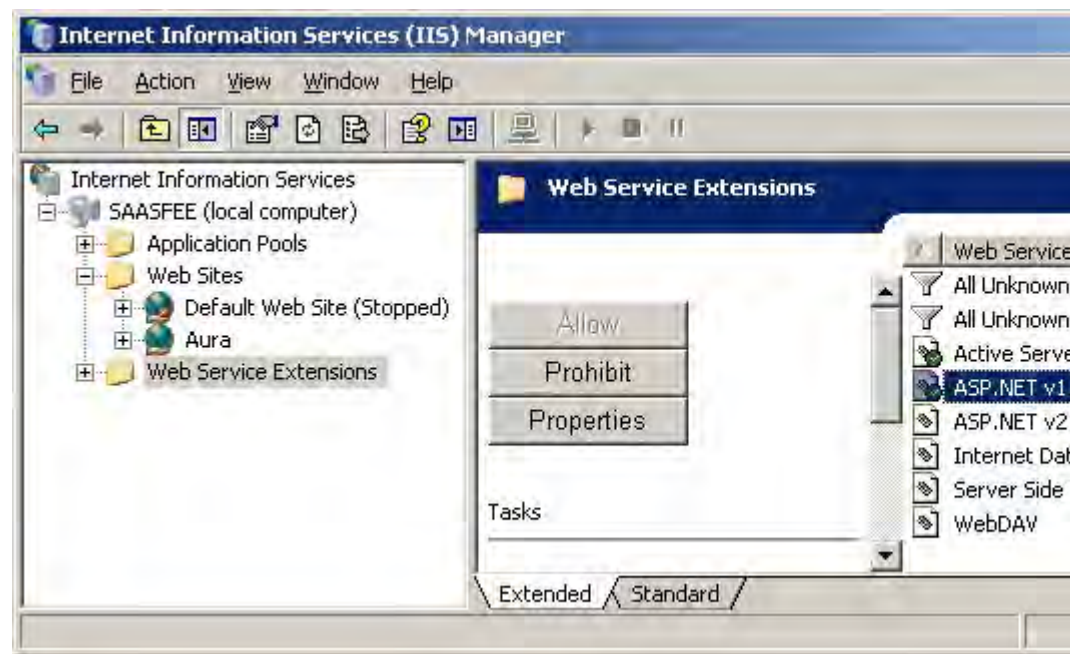 Internet Information Services (IIS) Manager
File Action View Window Help
Internet Information Services
SAASFEE (local computer)
Application Pools
Web Sites
Default Web Site (Stopped)
Aura
Web Service Extensions
Web Service Extensions
Allow
Prohibit
Properties
Tasks
Web Service
All Unknown
All Unknown
Active Serve
ASP.NET v1
ASP.NET v2
Internet Dat
Server Side
WebDAV
Extended Standard